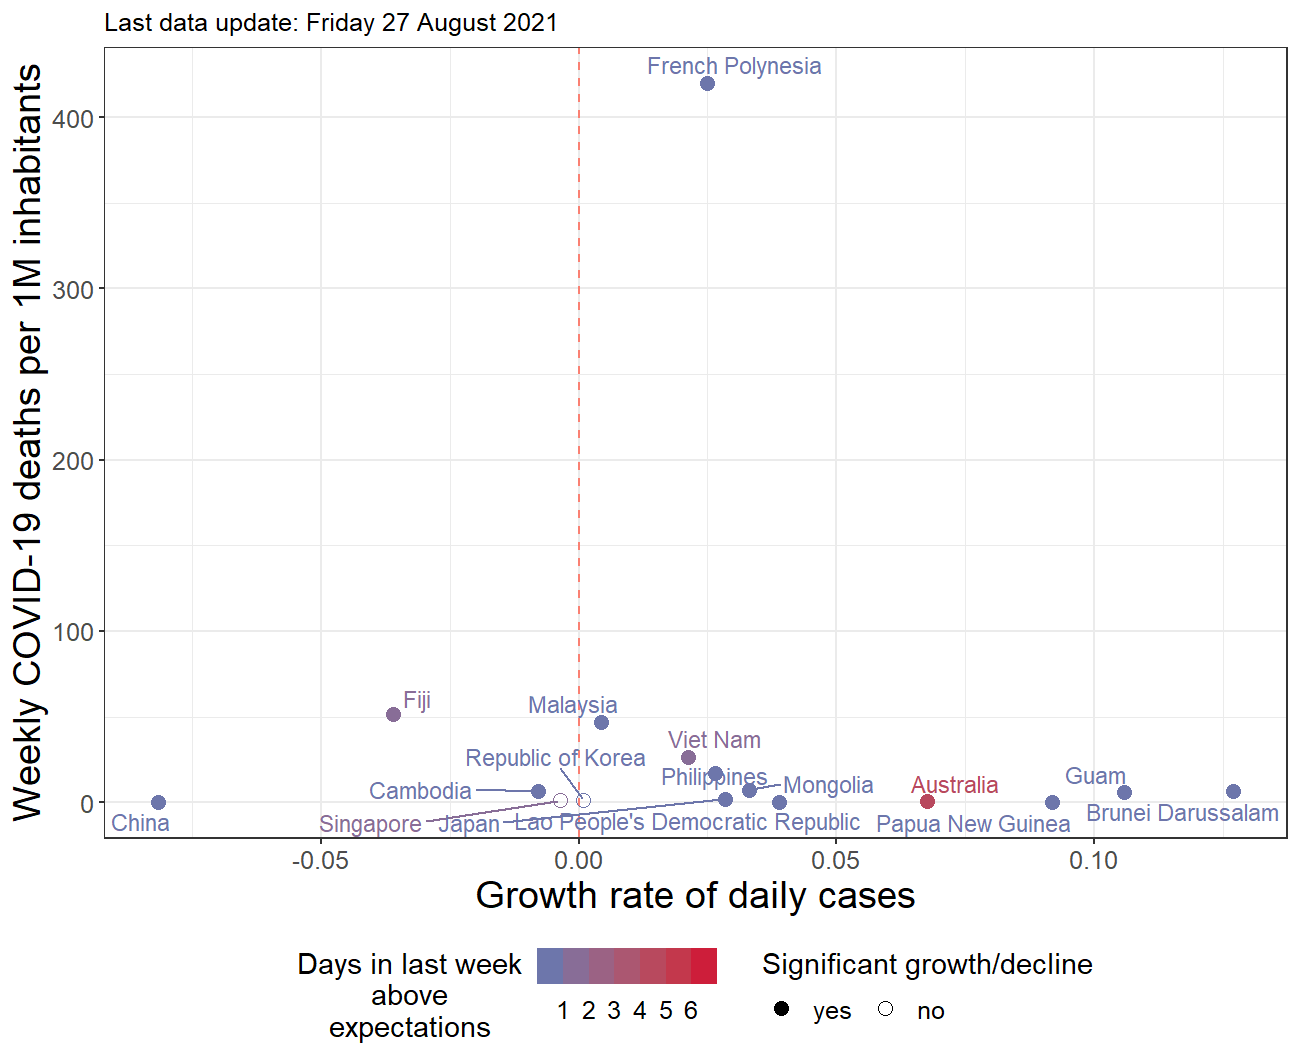 Last data update: Friday 27 August 2021
Weekly COVID-19 deaths per 1M inhabitants
400
300
200
100
0
French Polynesia
Fiji
Malaysia
Viet Nam
Republic of Korea
Philippines
Cambodia
Mongolia
Australia
Guam
China
Singapore
Japan
Lao People's Democratic Republic
Papua New Guinea
Brunei Darussalam
-0.05
0.00
0.05
0.10
Growth rate of daily cases
Days in last week
above
expectations
1 2 3 4 5 6
Significant growth/decline
yes
no